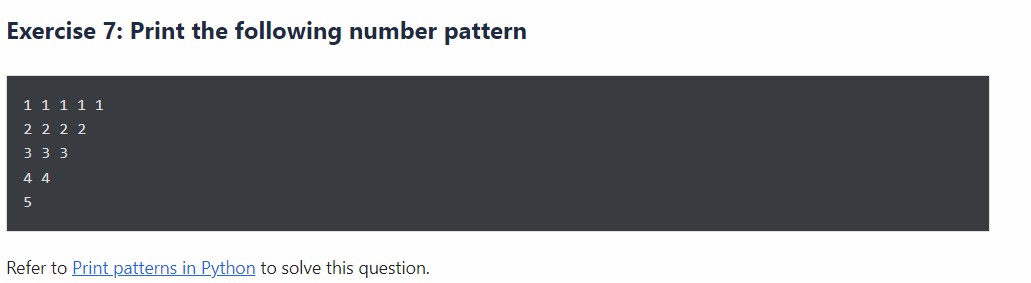 Exercise 7: Print the following number pattern
1 1 1 1 1
2 2 2 2
3 3 3
4 4
5
Refer to Print patterns in Python to solve this question.